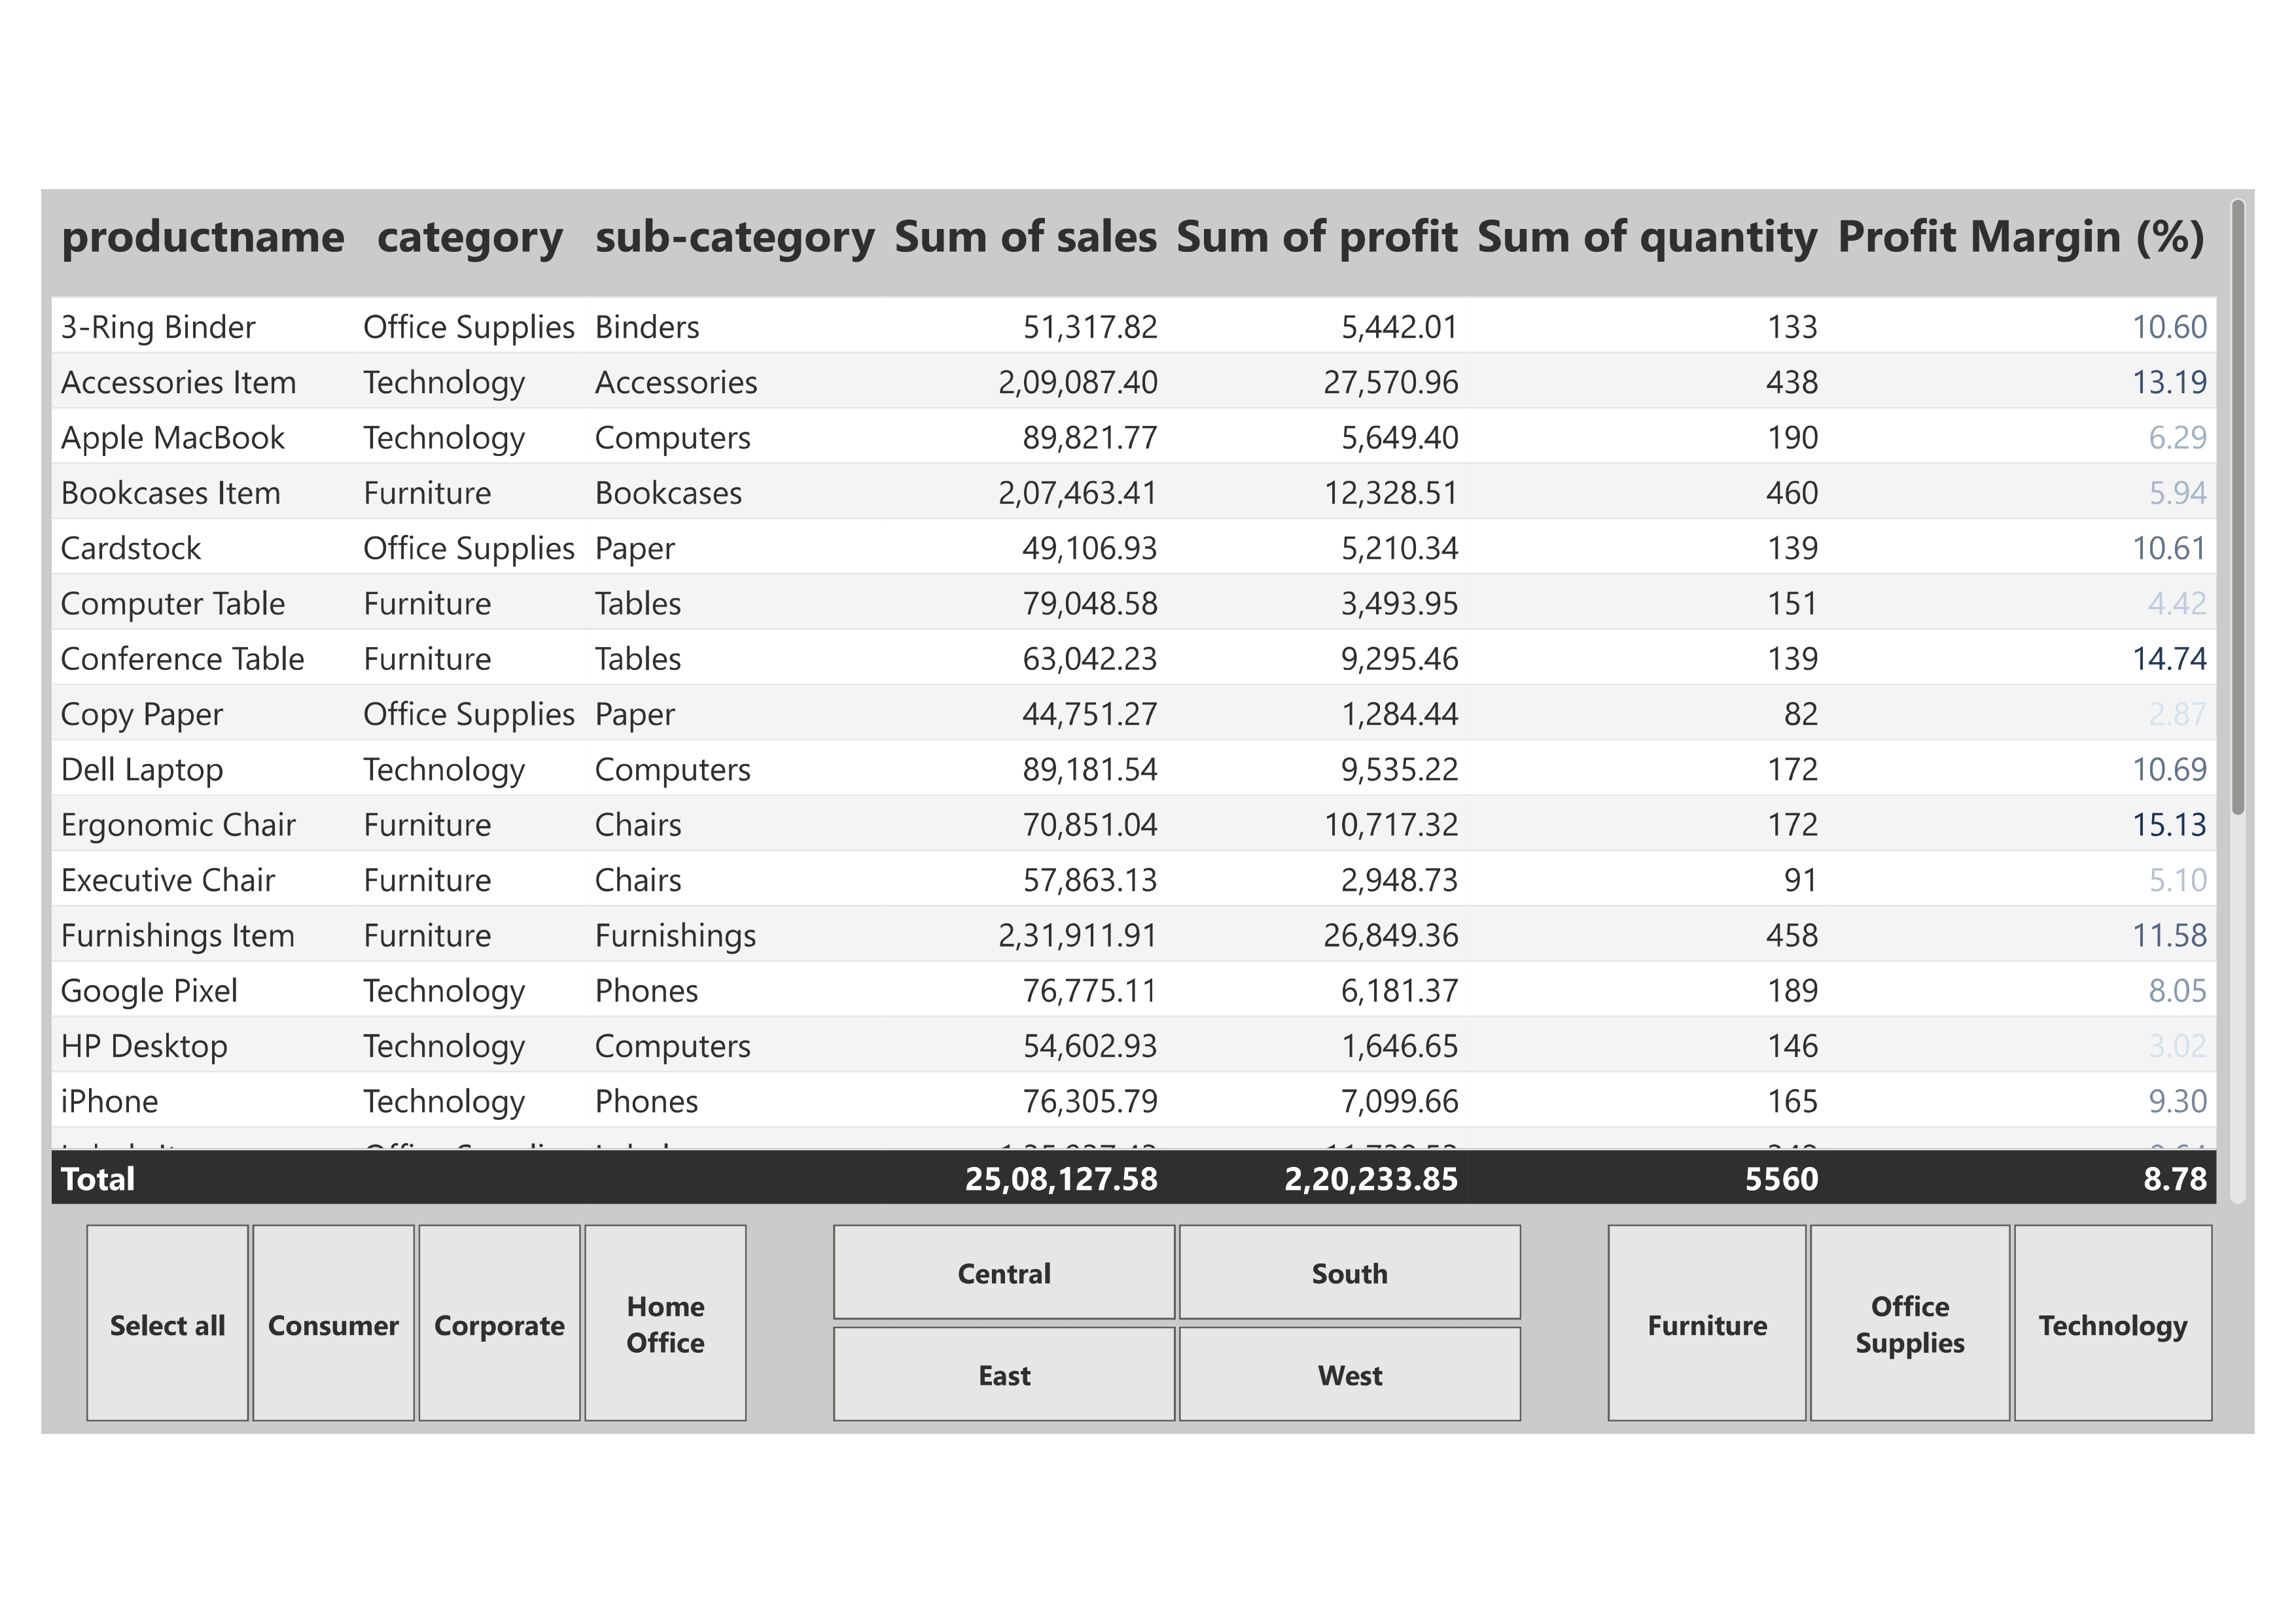 productname category sub-category Sum of sales Sum of profit Sum of quantity Profit Margin (%)
3-Ring Binder Office Supplies Binders 51,317.82 5,442.01 133 10.60
Accessories Item Technology Accessories 2,09,087.40 27,570.96 438 13.19
Apple MacBook Technology Computers 89,821.77 5,649.40 190 6.29
Bookcases Item Furniture Bookcases 2,07,463.41 12,328.51 460 5.94
Cardstock Office Supplies Paper 49,106.93 5,210.34 139 10.61
Computer Table Furniture Tables 79,048.58 3,493.95 151 4.42
Conference Table Furniture Tables 63,042.23 9,295.46 139 14.74
Copy Paper Office Supplies Paper 44,751.27 1,284.44 82 2.87
Dell Laptop Technology Computers 89,181.54 9,535.22 172 10.69
Ergonomic Chair Furniture Chairs 70,851.04 10,717.32 172 15.13
Executive Chair Furniture Chairs 57,863.13 2,948.73 91 5.10
Furnishings Item Furniture Furnishings 2,31,911.91 26,849.36 458 11.58
Google Pixel Technology Phones 76,775.11 6,181.37 189 8.05
HP Desktop Technology Computers 54,602.93 1,646.65 146 3.02
iPhone Technology Phones 76,305.79 7,099.66 165 9.30
Total 25,08,127.58 2,20,233.85 5560 8.78
Select all
Consumer
Corporate
Home
Office
Central
South
East
West
Furniture
Office
Supplies
Technology